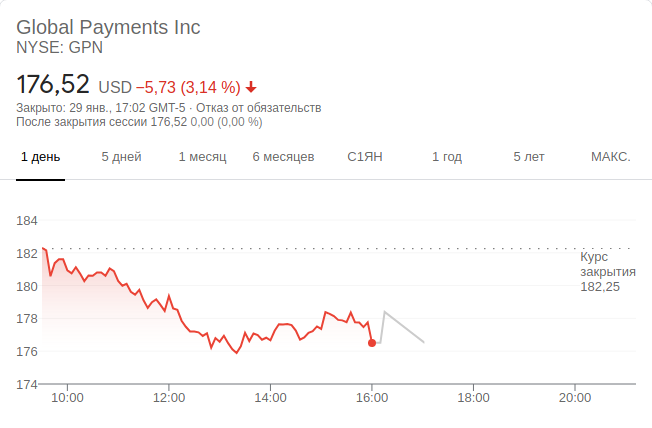 Global Payments Inc
NYSE: GPN
176,52 USD −5,73 (3,14 %)
Закрыто: 29 янв., 17:02 GMT-5 · Отказ от обязательств
После закрытия сессии 176,52 0,00 (0,00 %)
1 день 5 дней 1 месяц 6 месяцев С1ЯН 1 год 5 лет МАКС.
184
182
Курс
закрытия
180
182,25
178
176
174
10:00 12:00 14:00 16:00 18:00 20:00